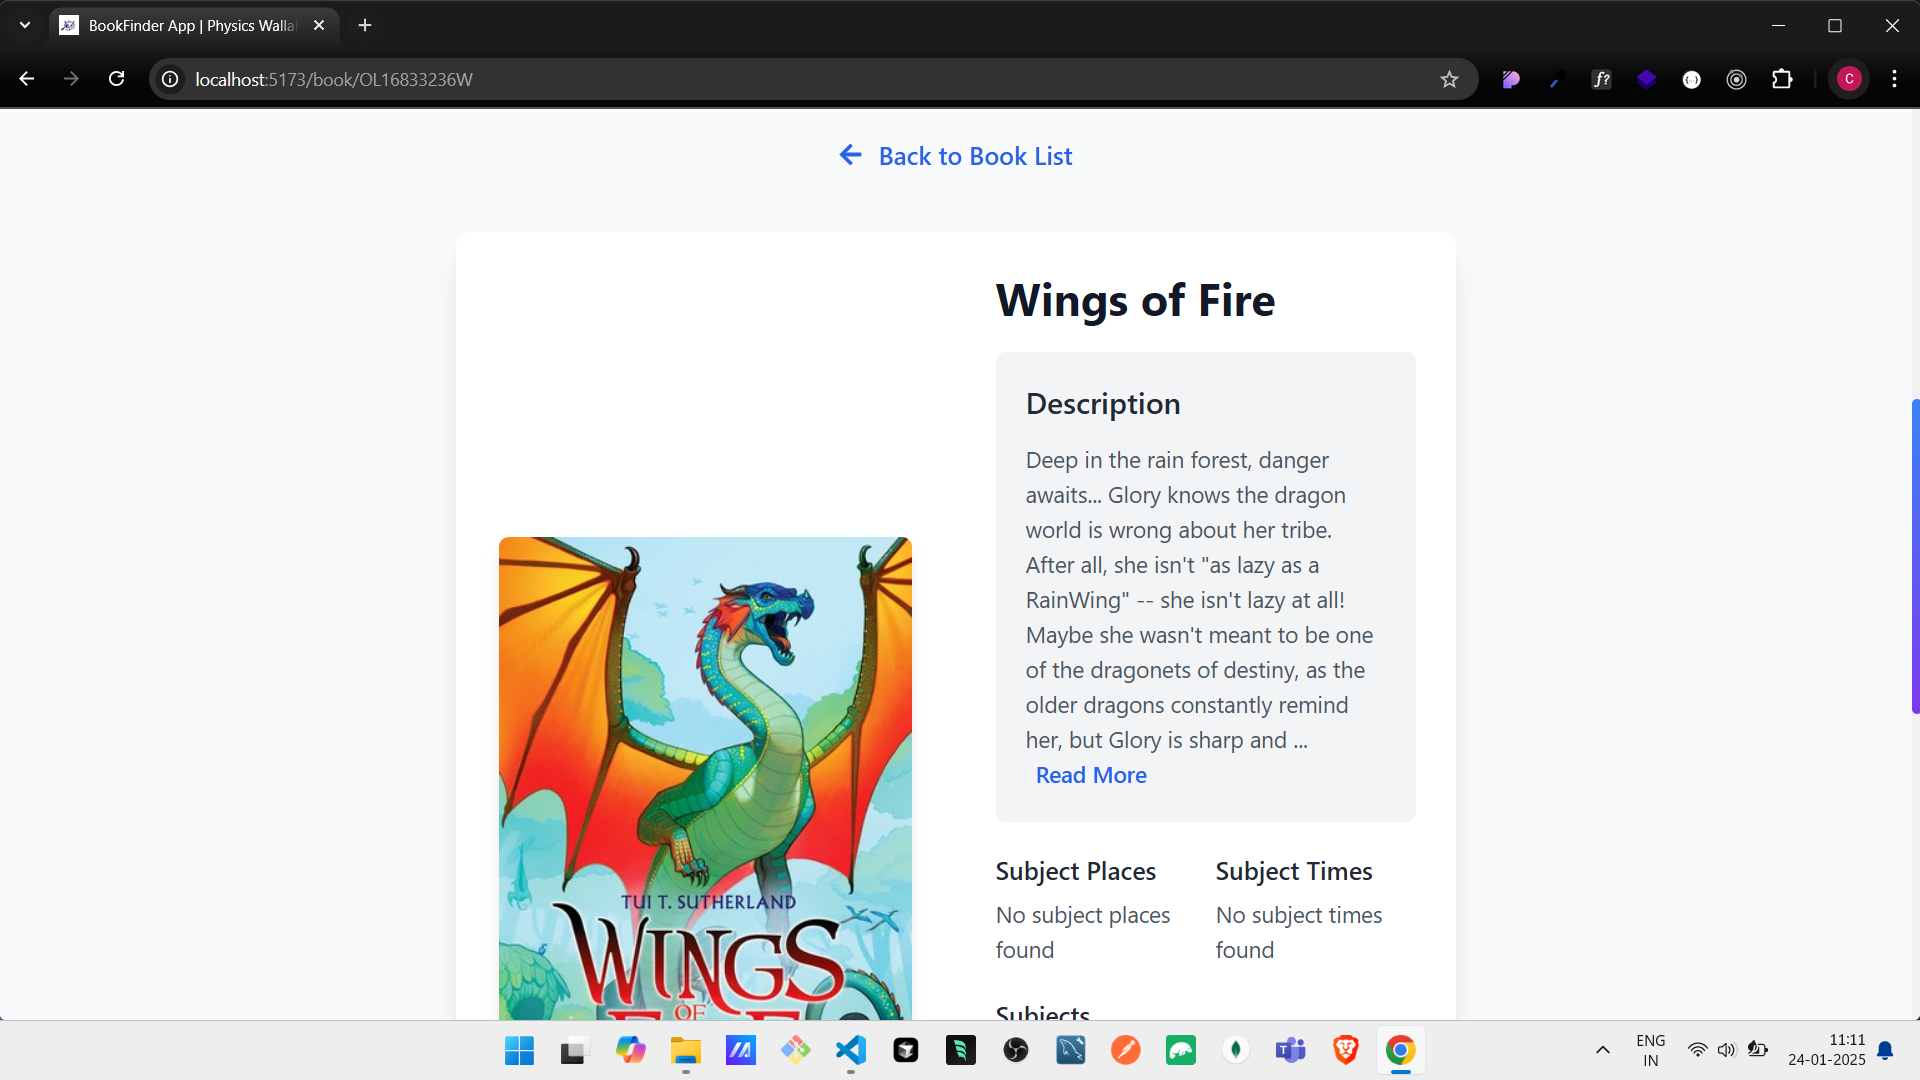 BookFinder App | Physics Walla
localhost:5173/book/OL16833236W
C
Back to Book List
Wings of Fire
Description
Deep in the rain forest, danger
awaits... Glory knows the dragon
world is wrong about her tribe.
After all, she isn't "as lazy as a
RainWing" -- she isn't lazy at all!
Maybe she wasn't meant to be one
of the dragonets of destiny, as the
older dragons constantly remind
her, but Glory is sharp and ...
Read More
TUI T. SUTHERLAND
WINGS
OF
Subject Places
No subject places
found
Subject Times
No subject times
found
Subjects
ENG
IN
11:11
24-01-2025